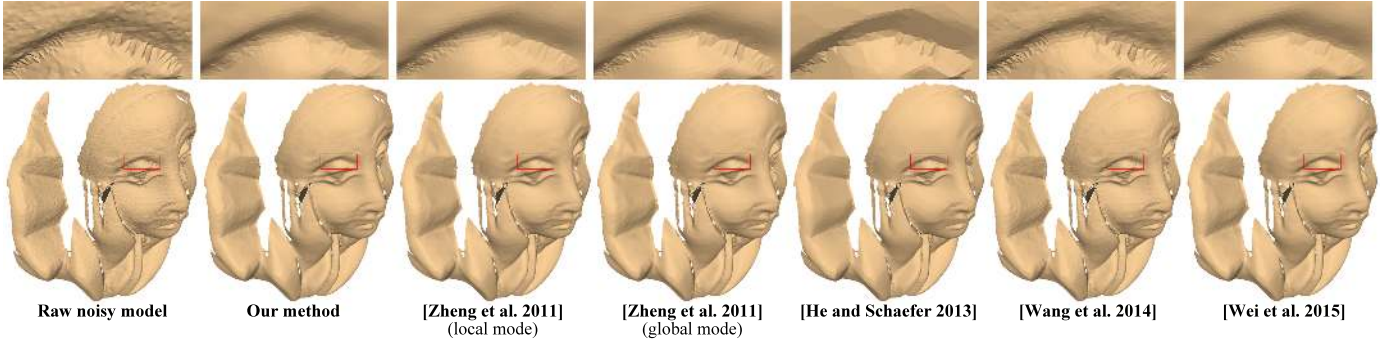 Raw noisy model
Our method
[Zheng et al. 2011]
(local mode)
[Zheng et al. 2011]
(global mode)
[He and Schaefer 2013]
[Wang et al. 2014]
[Wei et al. 2015]